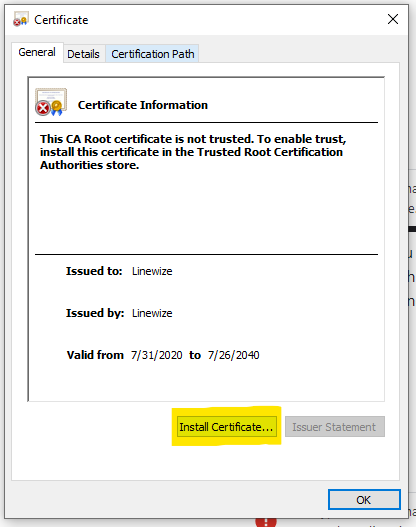 Certificate
General Details Certification Path
Certificate Information
This CA Root certificate is not trusted. To enable trust,
install this certificate in the Trusted Root Certification
Authorities store.
Issued to: Linewize
Issued by: Linewize
Valid from 7/31/2020 to 7/26/2040
Install Certificate... Issuer Statement
OK